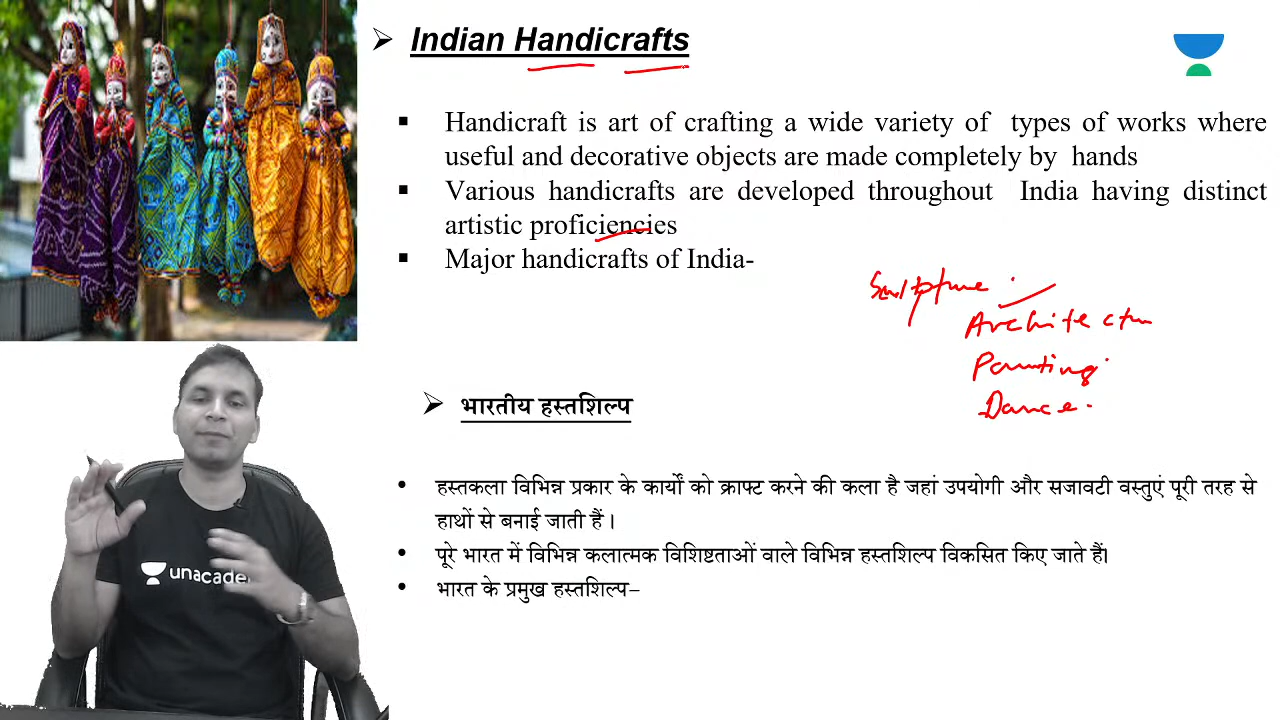 Indian Handicrafts
Handicraft is art of crafting a wide variety of types of works where
useful and decorative objects are made completely by hands
Various handicrafts are developed throughout India having distinct
artistic proficiencies
Major handicrafts of India-
Sculpture
Architectu
Painting
Dance
भारतीय हस्तशिल्प
हस्तकला विभिन्न प्रकार के कार्यों को क्राफ्ट करने की कला है जहां उपयोगी और सजावटी वस्तुएं पूरी तरह से
हाथों से बनाई जाती हैं ।
पूरे भारत में विभिन्न कलात्मक विशिष्टताओं वाले विभिन्न हस्तशिल्प विकसित किए जाते हैं।
भारत के प्रमुख हस्तशिल्प–
unacade